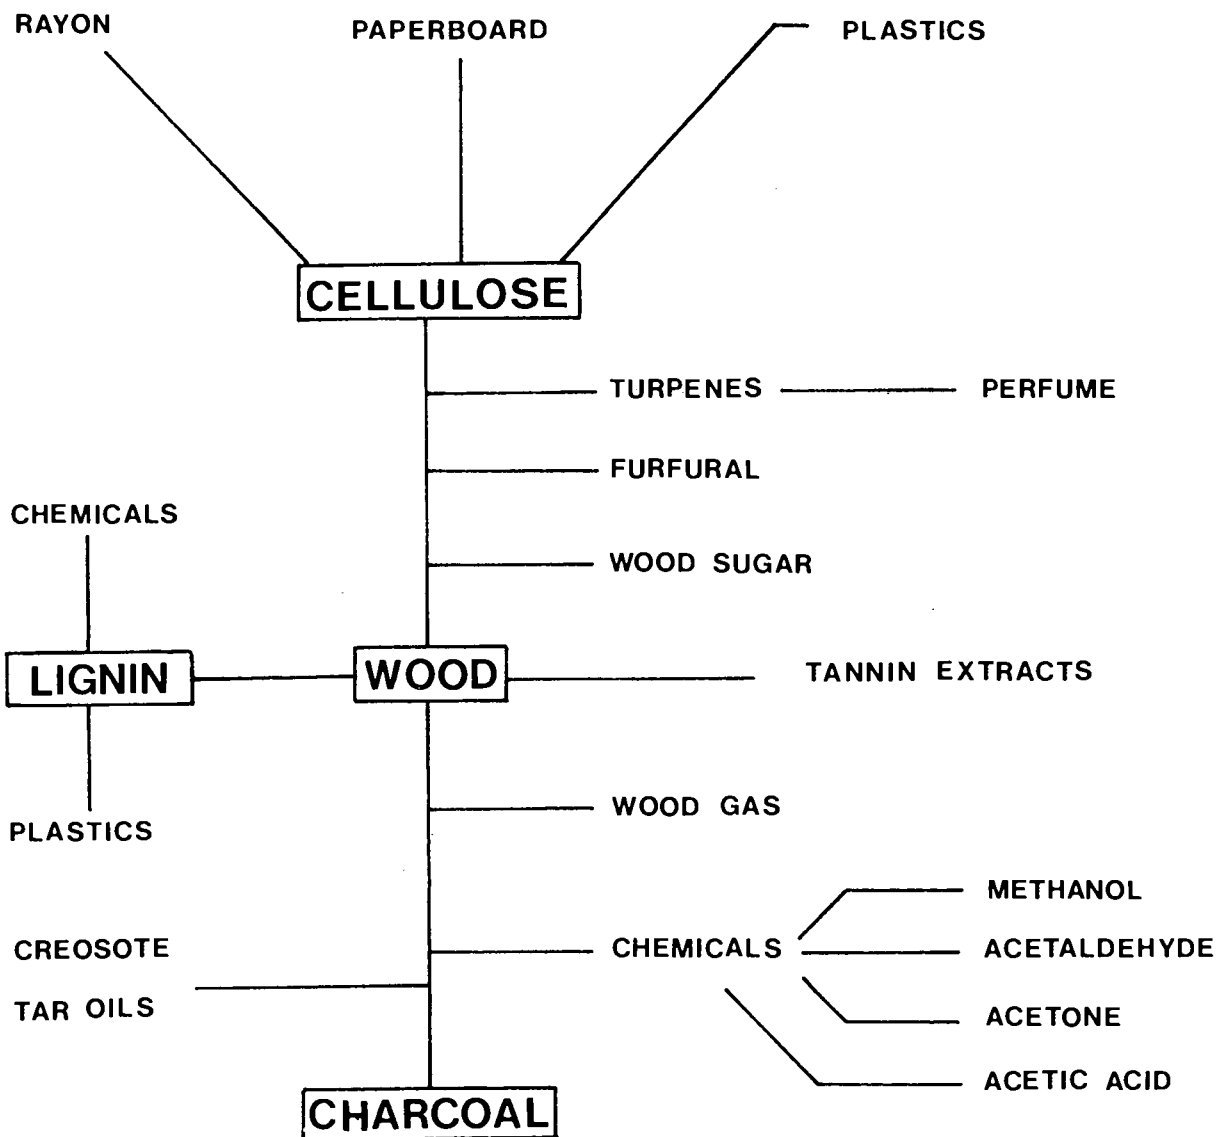 RAYON
PAPERBOARD
PLASTICS
CELLULOSE
TURPENES
PERFUME
FURFURAL
CHEMICALS
WOOD SUGAR
LIGNIN
WOOD
TANNIN EXTRACTS
PLASTICS
WOOD GAS
METHANOL
CREOSOTE
CHEMICALS
ACETALDEHYDE
TAR OILS
ACETONE
ACETIC ACID
CHARCOAL